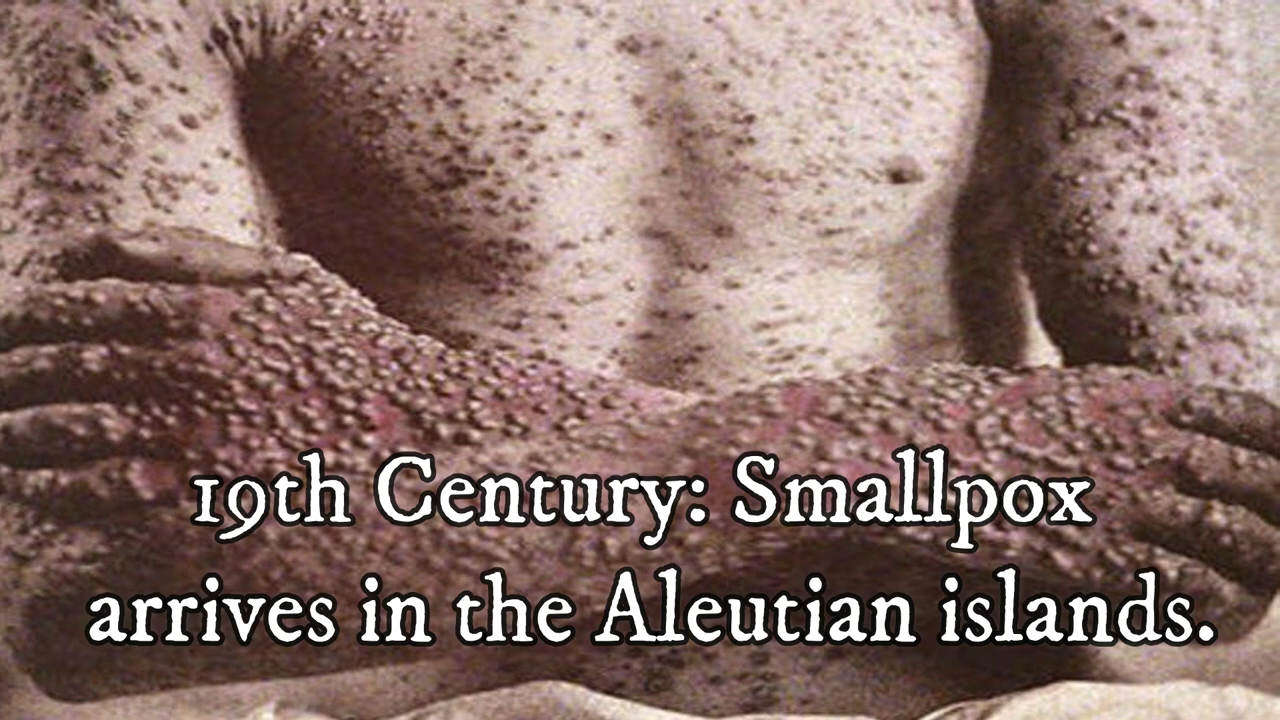 19th Century: Smallpox
arrives in the Aleutian islands.